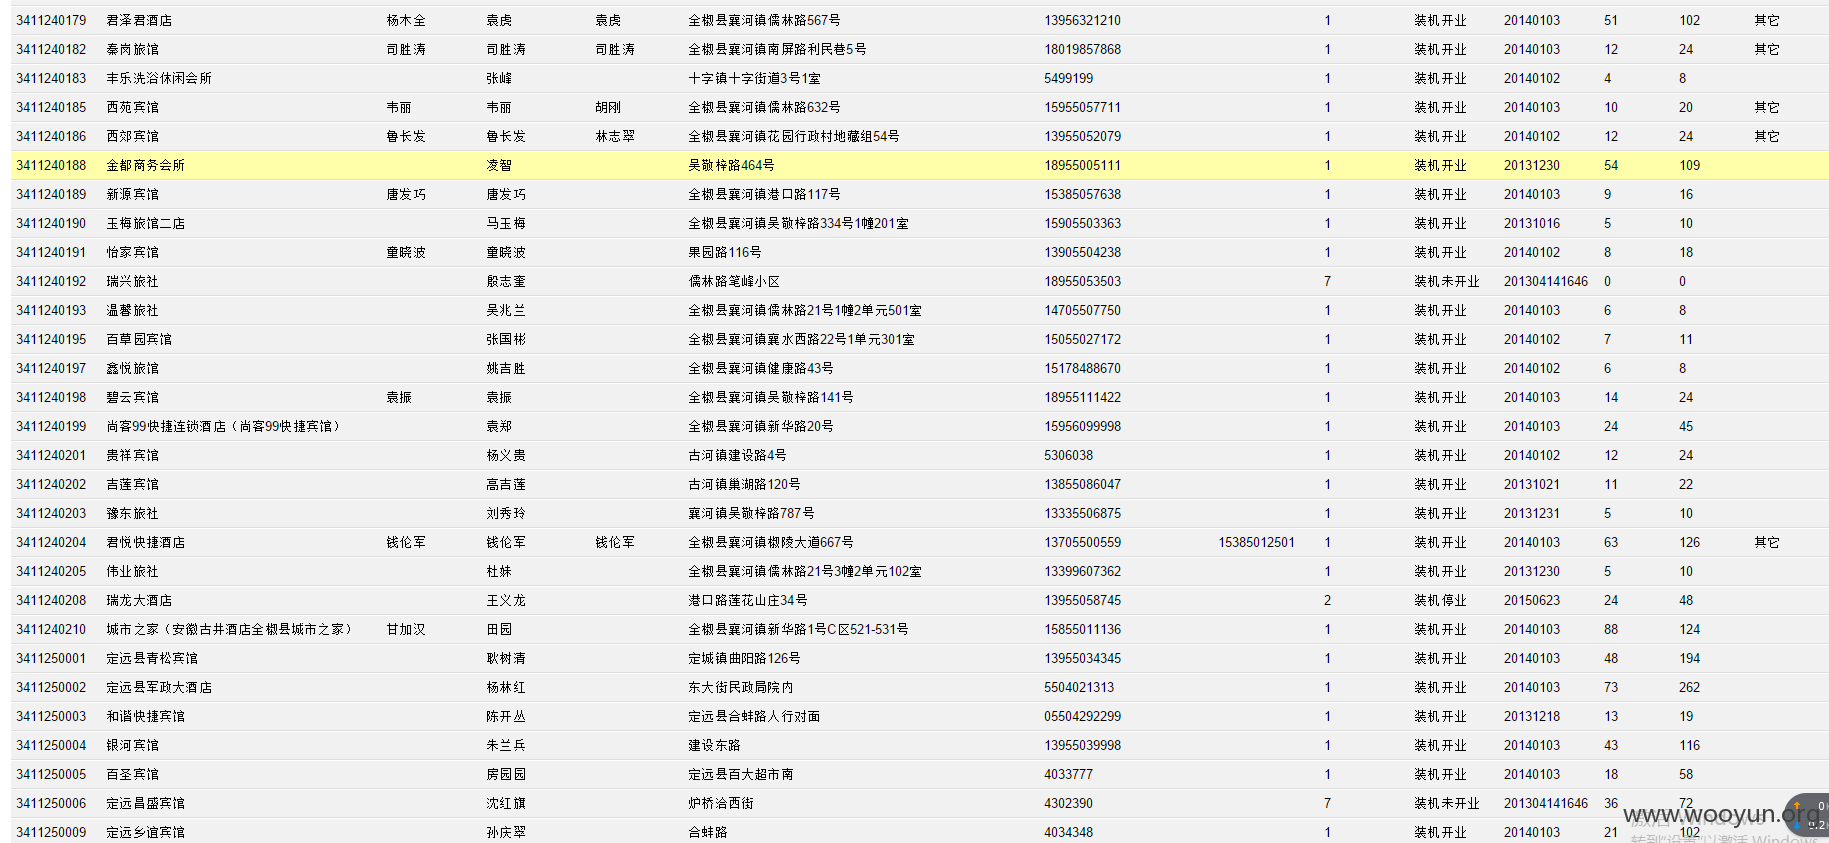 3411240179 君泽君酒店 杨木全 袁虎 袁虎 全椒县襄河镇儒林路567号 13956321210 1 装机开业 20140103 51 102 其它
3411240182 秦岗旅馆 司胜涛 司胜涛 司胜涛 全椒县襄河镇南屏路利民巷5号 18019857868 1 装机开业 20140103 12 24 其它
3411240183 丰乐洗浴休闲会所 张峰 十字镇十字街道3号1室 5499199 1 装机开业 20140102 4 8
3411240185 西苑宾馆 韦丽 韦丽 胡刚 全椒县襄河镇儒林路632号 15955057711 1 装机开业 20140103 10 20 其它
3411240186 西郊宾馆 鲁长发 鲁长发 林志翠 全椒县襄河镇花园行政村地藏组54号 13955052079 1 装机开业 20140102 12 24 其它
3411240188 金都商务会所 凌智 吴敬梓路464号 18955005111 1 装机开业 20131230 54 109
3411240189 新源宾馆 唐发巧 唐发巧 全椒县襄河镇港口路117号 15385057638 1 装机开业 20140103 9 16
3411240190 玉梅旅馆二店 马玉梅 全椒县襄河镇吴敬梓路334号1幢201室 15905503363 1 装机开业 20131016 5 10
3411240191 怡家宾馆 童晓波 童晓波 果园路116号 13905504238 1 装机开业 20140102 8 18
3411240192 瑞兴旅社 殷志奎 儒林路笔峰小区 18955053503 7 装机未开业 201304141646 0 0
3411240193 温馨旅社 吴兆兰 全椒县襄河镇儒林路21号1幢2单元501室 14705507750 1 装机开业 20140103 6 8
3411240195 百草园宾馆 张国彬 全椒县襄河镇襄水西路22号1单元301室 15055027172 1 装机开业 20140102 7 11
3411240197 鑫悦旅馆 姚吉胜 全椒县襄河镇健康路43号 15178488670 1 装机开业 20140102 6 8
3411240198 碧云宾馆 袁振 袁振 全椒县襄河镇吴敬梓路141号 18955111422 1 装机开业 20140103 14 24
3411240199 尚客99快捷连锁酒店（尚客99快捷宾馆） 袁郑 全椒县襄河镇新华路20号 15956099998 1 装机开业 20140103 24 45
3411240201 贵祥宾馆 杨义贵 古河镇建设路4号 5306038 1 装机开业 20140102 12 24
3411240202 吉莲宾馆 高吉莲 古河镇巢湖路120号 13855086047 1 装机开业 20131021 11 22
3411240203 豫东旅社 刘秀玲 襄河镇吴敬梓路787号 13335506875 1 装机开业 20131231 5 10
3411240204 君悦快捷酒店 钱伦军 钱伦军 钱伦军 全椒县襄河镇椒陵大道667号 13705500559 15385012501 1 装机开业 20140103 63 126 其它
3411240205 伟业旅社 杜妹 全椒县襄河镇儒林路21号3幢2单元102室 13399607362 1 装机开业 20131230 5 10
3411240208 瑞龙大酒店 王义龙 港口路莲花山庄34号 13955058745 2 装机停业 20150623 24 48
3411240210 城市之家（安徽古井酒店全椒县城市之家） 甘加汉 田园 全椒县襄河镇新华路1号C区521-531号 15855011136 1 装机开业 20140103 88 124
3411250001 定远县青松宾馆 耿树清 定城镇曲阳路126号 13955034345 1 装机开业 20140103 48 194
3411250002 定远县军政大酒店 杨林红 东大街民政局院内 5504021313 1 装机开业 20140103 73 262
3411250003 和谐快捷宾馆 陈开丛 定远县合蚌路人行对面 05504292299 1 装机开业 20131218 13 19
3411250004 银河宾馆 朱兰兵 建设东路 13955039998 1 装机开业 20140103 43 116
3411250005 百圣宾馆 房园园 定远县百大超市南 4033777 1 装机开业 20140103 18 58
3411250006 定远昌盛宾馆 沈红旗 炉桥洽西街 4302390 7 装机未开业 201304141646 36 72
www.wooyun.org
3411250009 定远乡谊宾馆 孙庆翠 合蚌路 4034348 1 装机开业 20140103 21 102